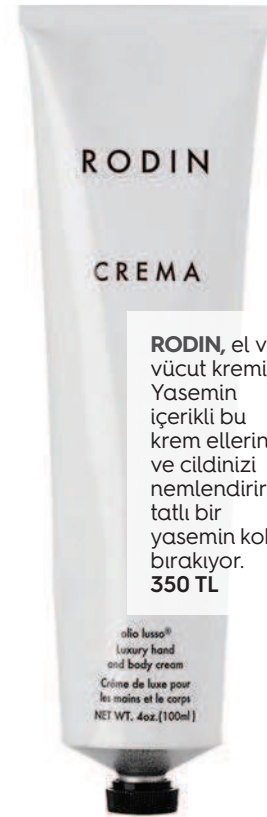 RODIN
CREMA
RODIN, el v
vücut kremi
Yasemin
içerikli bu
krem ellerin
ve cildinizi
nemlendirir
tatlı bir
yasemin ko
bırakıyor.
350 TL
olio lusso®
Luxury hand
and body cream
Crème de luxe pour
les mains et le corps
NET WT. 4oz.(100ml)